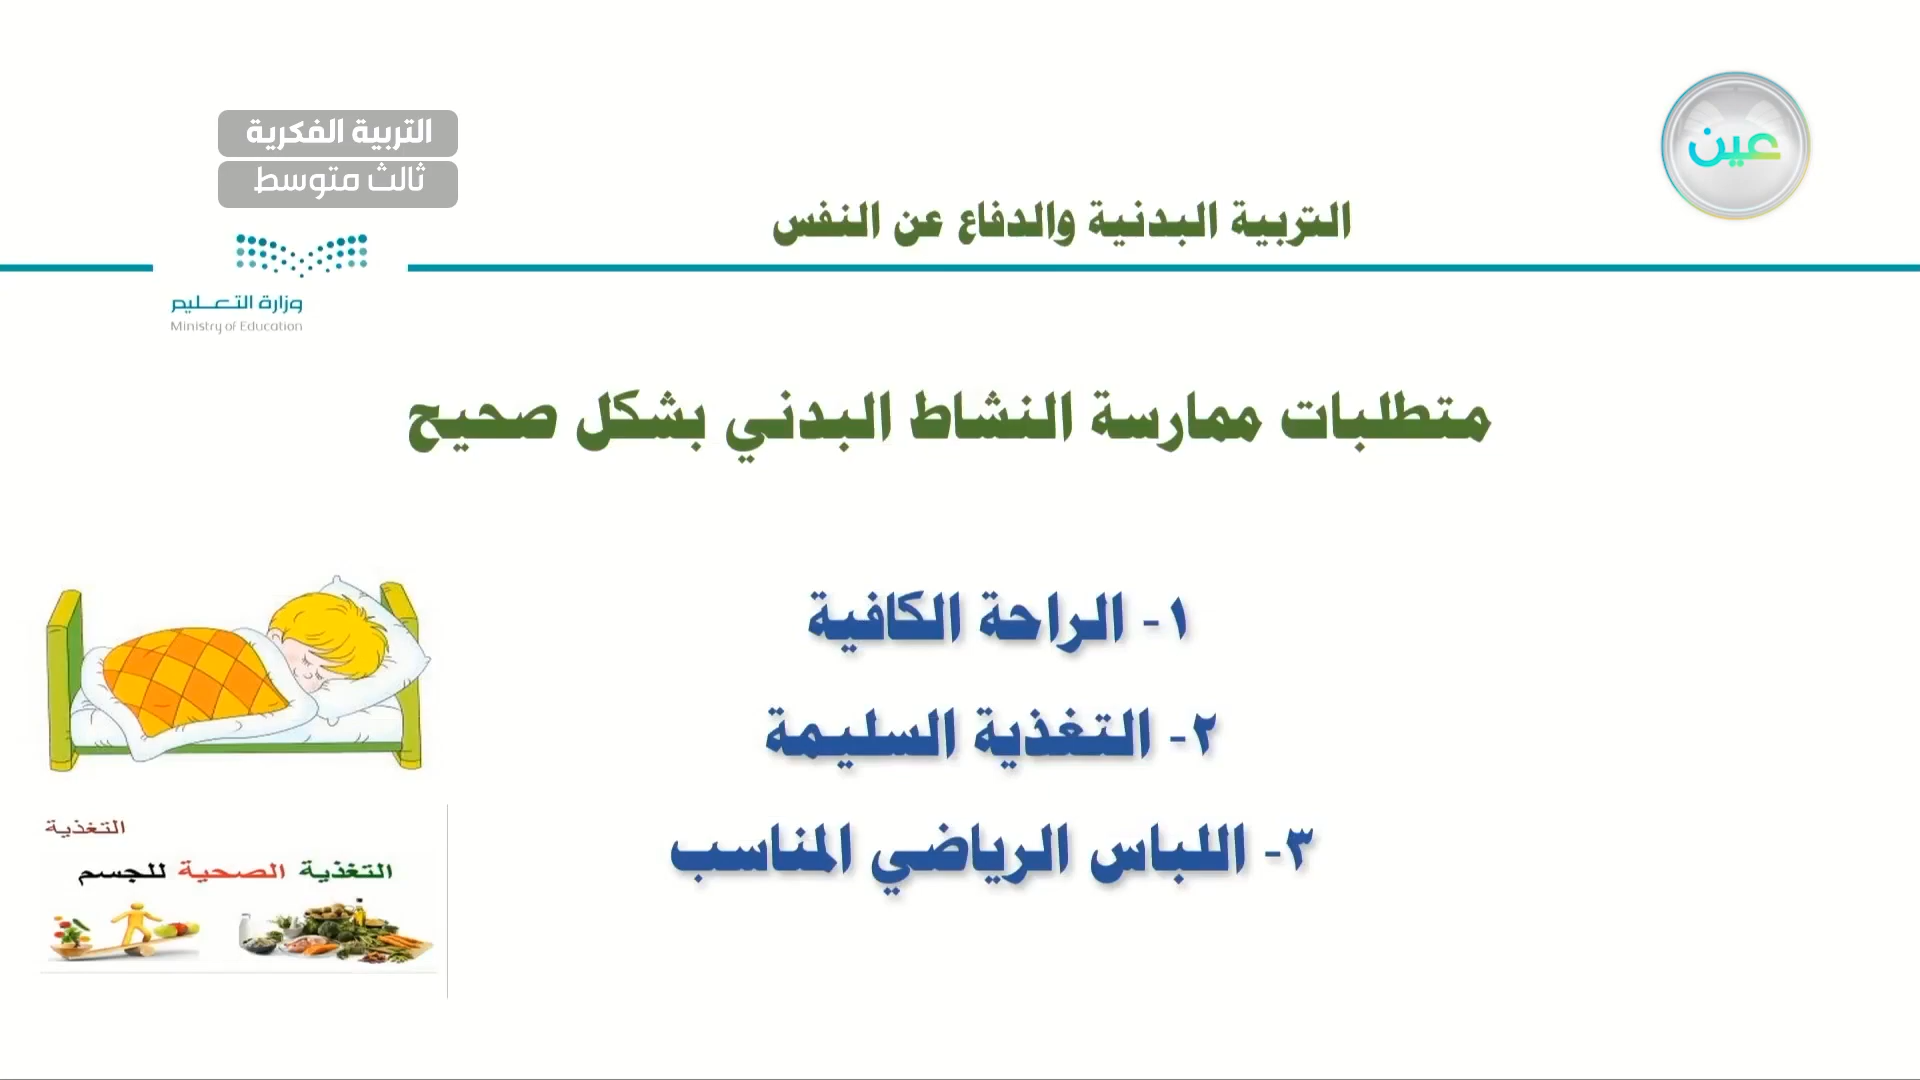 عين
التربية الفكرية
ثالث متوسط
التربية البدنية والدفاع عن النفس
وزارة التعليم
Ministry of Education
متطلبات ممارسة النشاط البدني بشكل صحيح
١- الراحة الكافية
٢- التغذية السليمة
٣- اللباس الرياضي المناسب
التغذية
التغذية الصحية للجسم